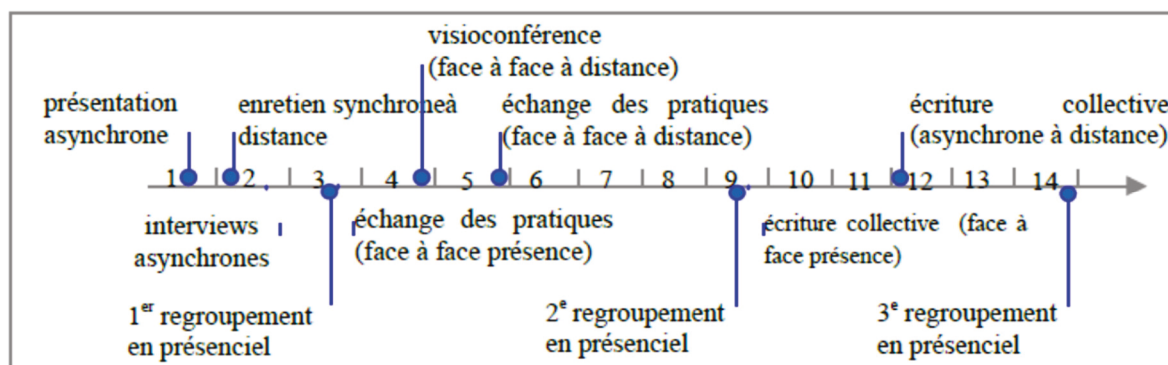 visioconférence
(face à face à distance)
présentation
asynchrone
enretien synchroneà
distance
échange des pratiques
(face à face à distance)
écriture collective
(asynchrone à distance)
1 2 3 4 5 6 7 8 9 10 11 12 13 14
interviews
asynchrones
échange des pratiques
(face à face présence)
écriture collective (face à
face présence)
1er regroupement
en présenciel
2e regroupement
en présenciel
3e regroupement
en présenciel